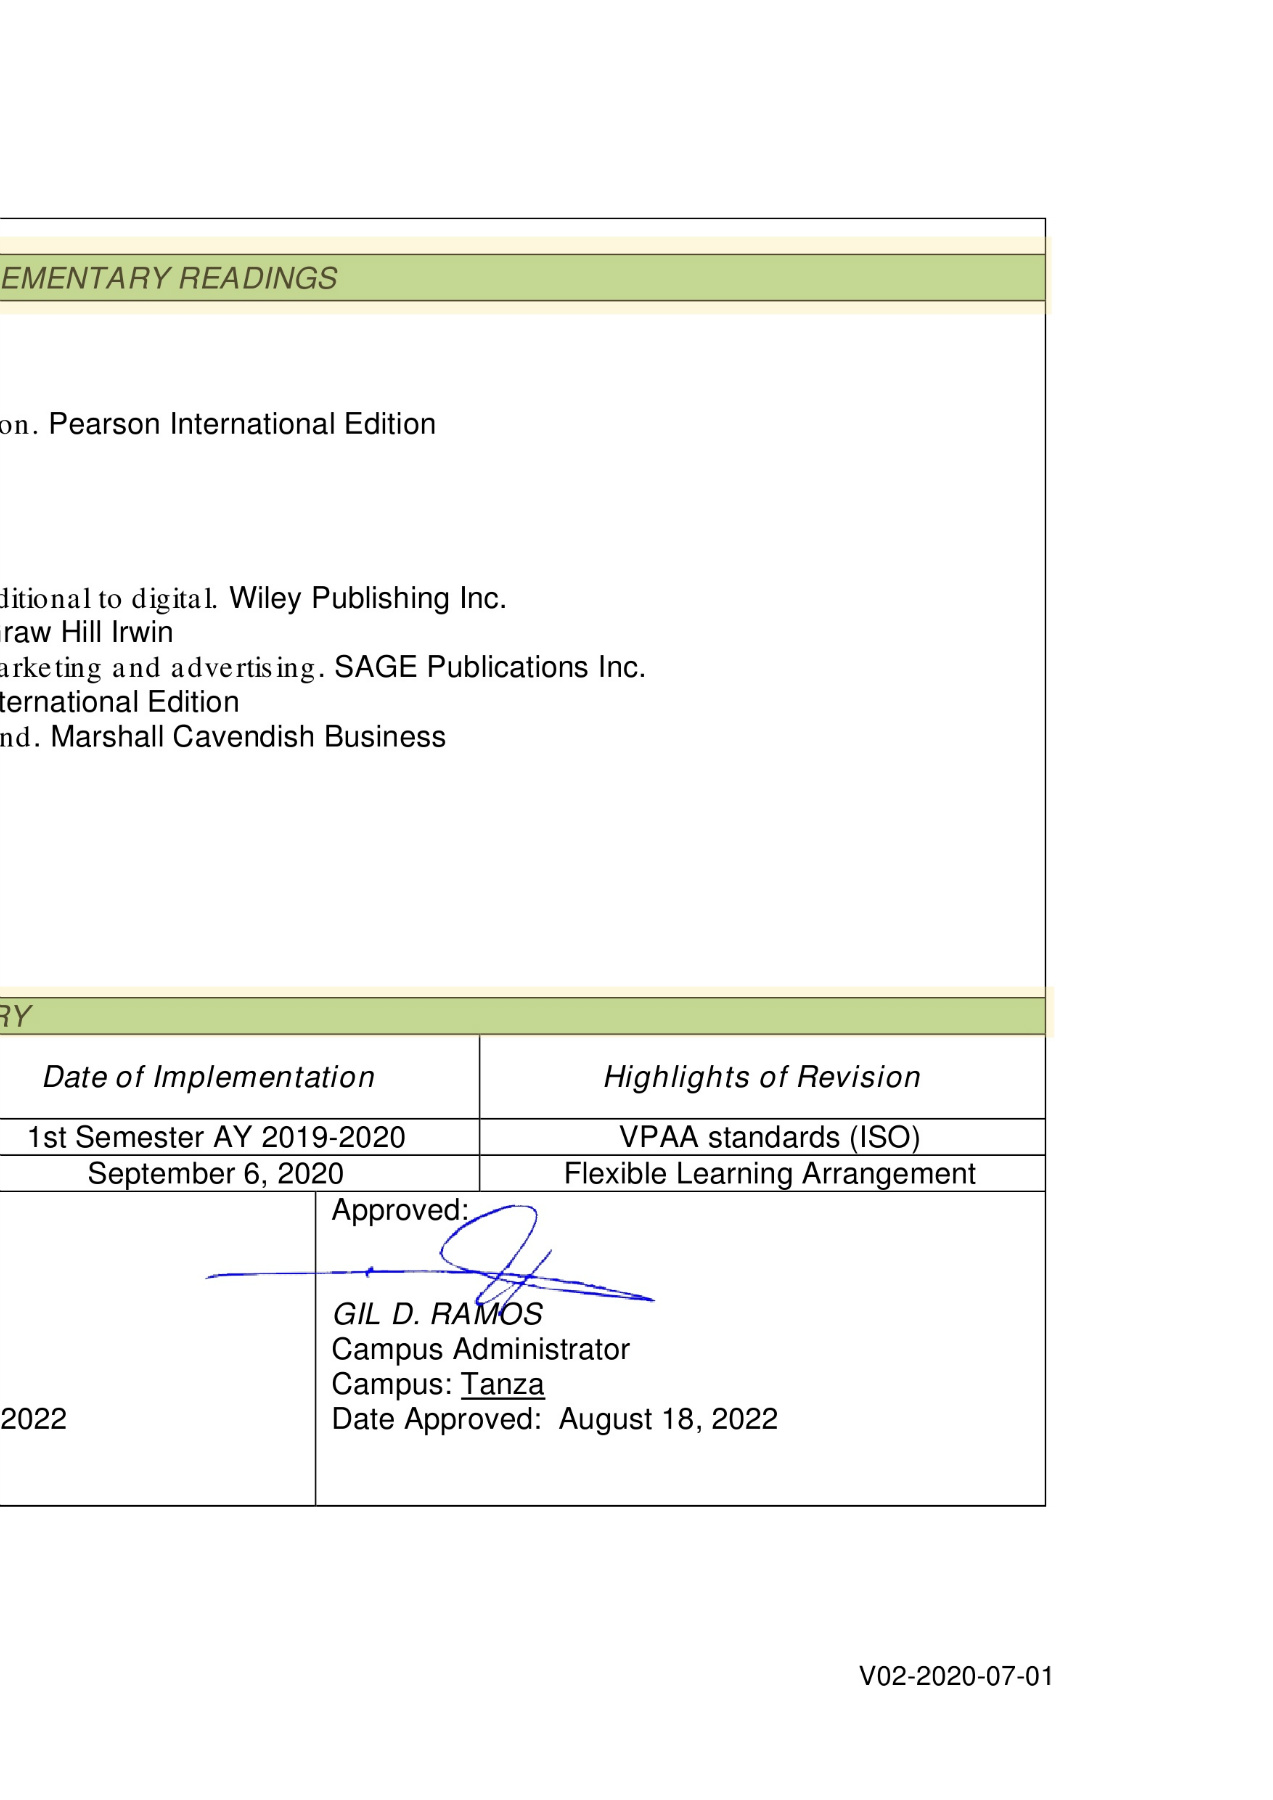 EMENTARY READINGS
on. Pearson International Edition
ditional to digital. Wiley Publishing Inc.
raw Hill Irwin
arketing and advertising. SAGE Publications Inc.
ternational Edition
nd. Marshall Cavendish Business
RY
Date of Implementation Highlights of Revision
1st Semester AY 2019-2020 VPAA standards (ISO)
September 6, 2020 Flexible Learning Arrangement
Approved:
GIL D. RAMOS
Campus Administrator
Campus: Tanza
2022 Date Approved: August 18, 2022
V02-2020-07-01